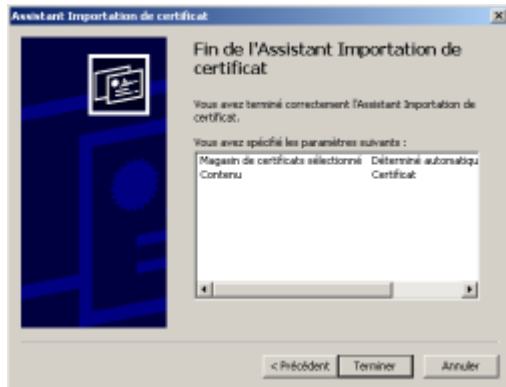 Assistant Importation de certificat
Fin de l'Assistant Importation de
certificat
Vous avez terminé correctement l'Assistant Importation de
certificat.
Vous avez spécifié les paramètres suivants :
Magasin de certificats sélectionné Déterminé automatiqu
Contenu Certificat
< Précédent Terminer Annuler